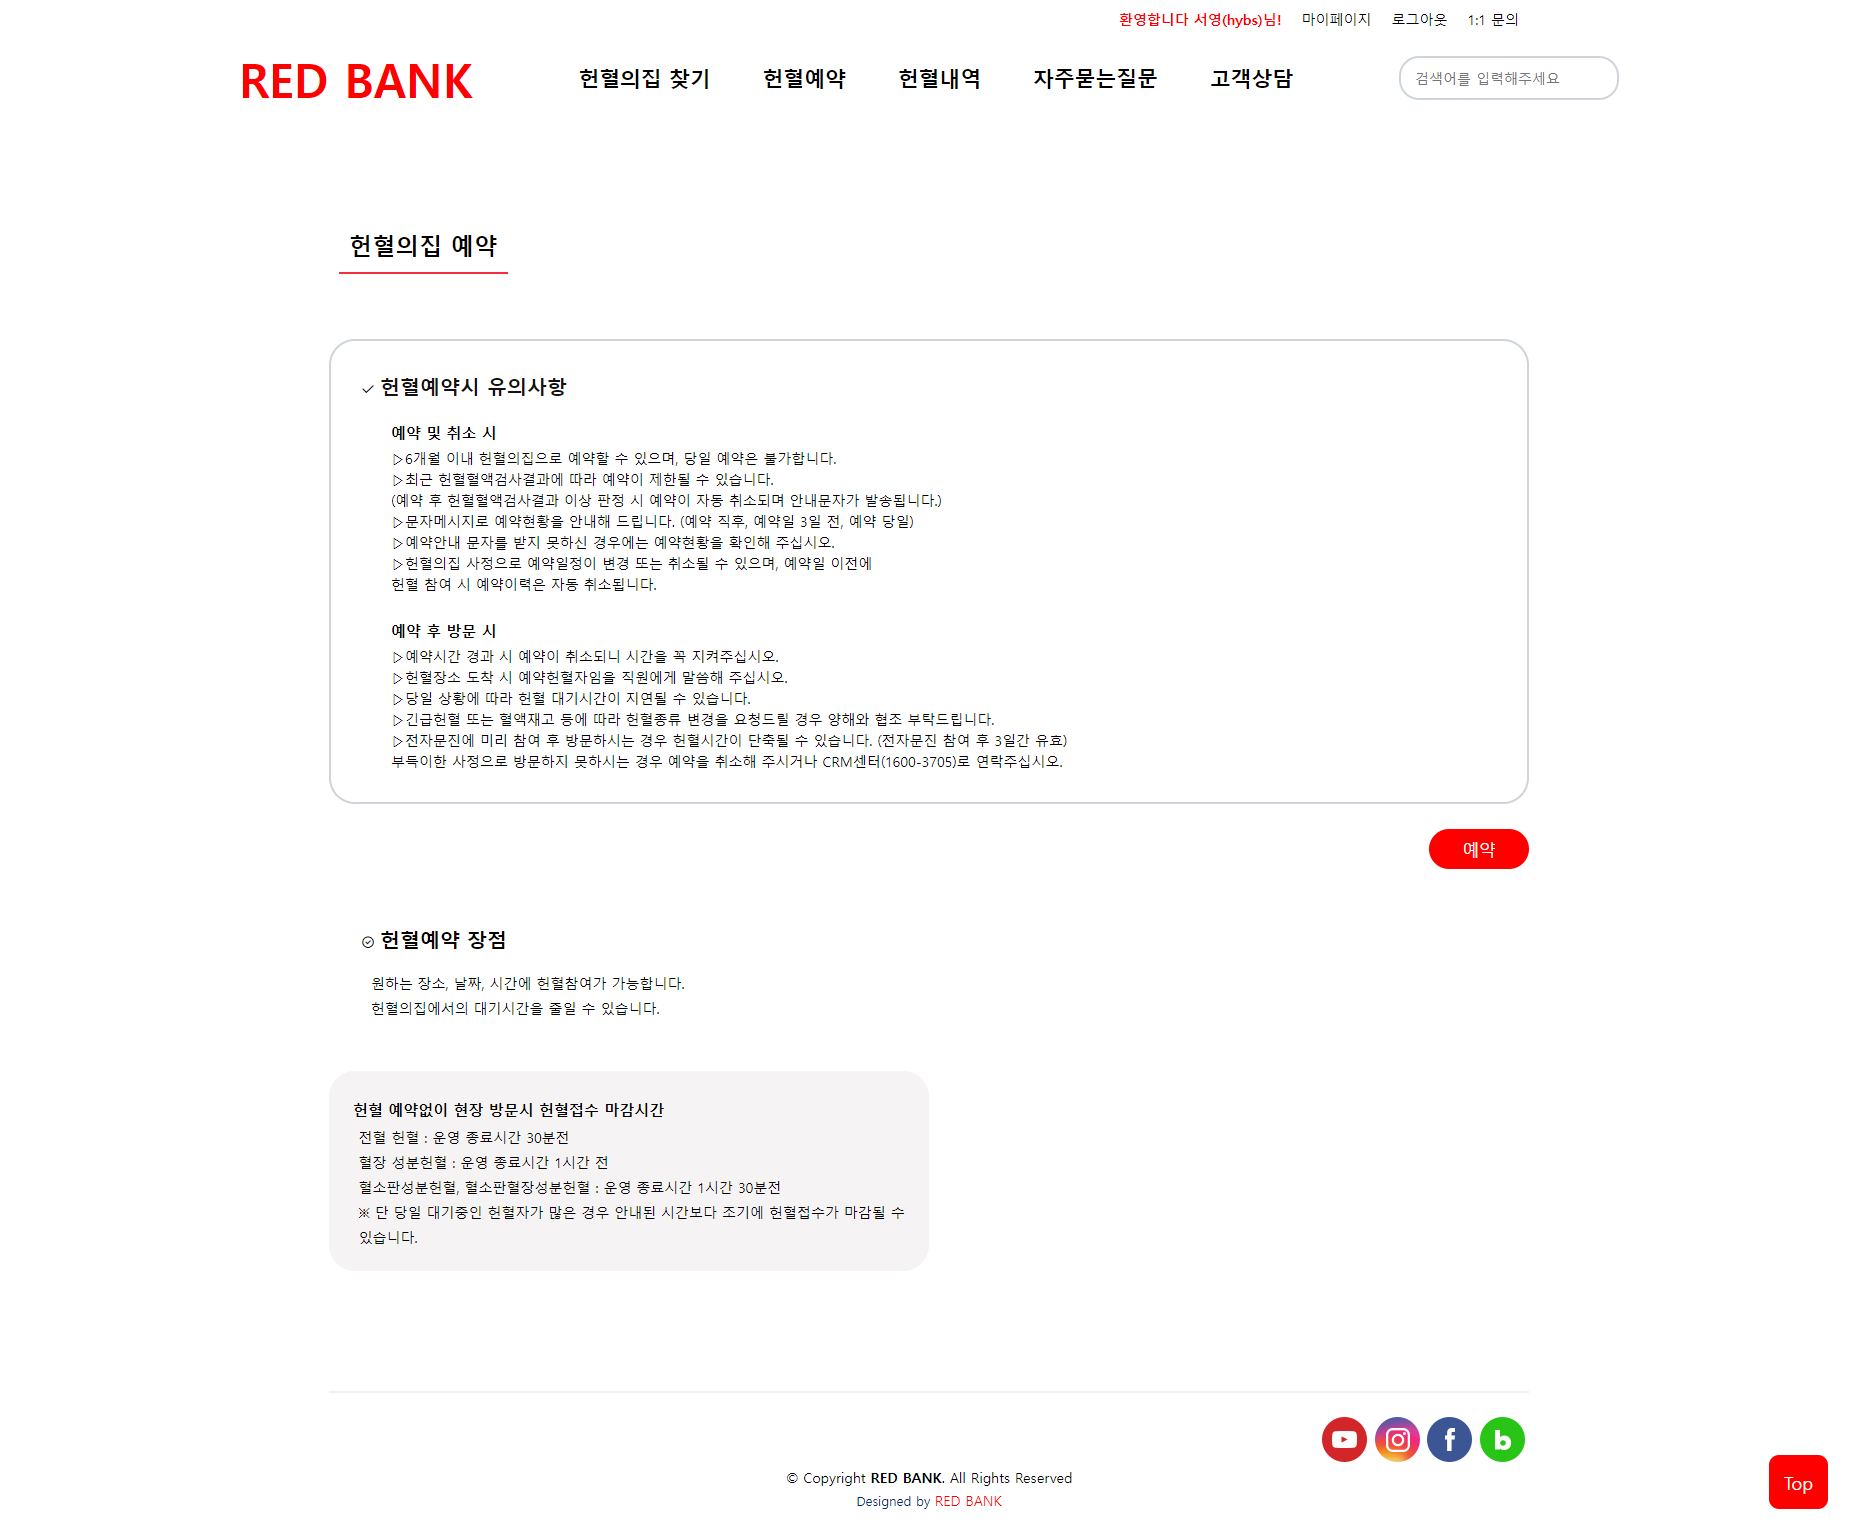 환영합니다 서영(hybs)님! 마이페이지 로그아웃 1:1 문의
RED BANK 헌혈의집 찾기 헌혈예약 헌혈내역 자주묻는질문 고객상담 검색어를 입력해주세요
헌혈의집 예약
헌혈예약시 유의사항
예약 및 취소 시
▷6개월 이내 헌혈의집으로 예약할 수 있으며, 당일 예약은 불가합니다.
▷최근 헌혈혈액검사결과에 따라 예약이 제한될 수 있습니다.
(예약 후 헌혈혈액검사결과 이상 판정 시 예약이 자동 취소되며 안내문자가 발송됩니다.)
▷문자메시지로 예약현황을 안내해 드립니다. (예약 직후, 예약일 3일 전, 예약 당일)
▷예약안내 문자를 받지 못하신 경우에는 예약현황을 확인해 주십시오.
▷헌혈의집 사정으로 예약일정이 변경 또는 취소될 수 있으며, 예약일 이전에
헌혈 참여 시 예약이력은 자동 취소됩니다.
예약 후 방문 시
▷예약시간 경과 시 예약이 취소되니 시간을 꼭 지켜주십시오.
▷헌혈장소 도착 시 예약헌혈자임을 직원에게 말씀해 주십시오.
▷당일 상황에 따라 헌혈 대기시간이 지연될 수 있습니다.
▷긴급헌혈 또는 혈액재고 등에 따라 헌혈종류 변경을 요청드릴 경우 양해와 협조 부탁드립니다.
▷전자문진에 미리 참여 후 방문하시는 경우 헌혈시간이 단축될 수 있습니다. (전자문진 참여 후 3일간 유효)
부득이한 사정으로 방문하지 못하시는 경우 예약을 취소해 주시거나 CRM센터(1600-3705)로 연락주십시오.
예약
헌혈예약 장점
원하는 장소, 날짜, 시간에 헌혈참여가 가능합니다.
헌혈의집에서의 대기시간을 줄일 수 있습니다.
헌혈 예약없이 현장 방문시 헌혈접수 마감시간
전혈 헌혈 : 운영 종료시간 30분전
혈장 성분헌혈 : 운영 종료시간 1시간 전
혈소판성분헌혈, 혈소판혈장성분헌혈 : 운영 종료시간 1시간 30분전
※ 단 당일 대기중인 헌혈자가 많은 경우 안내된 시간보다 조기에 헌혈접수가 마감될 수
있습니다.
© Copyright RED BANK. All Rights Reserved
Designed by RED BANK
Top